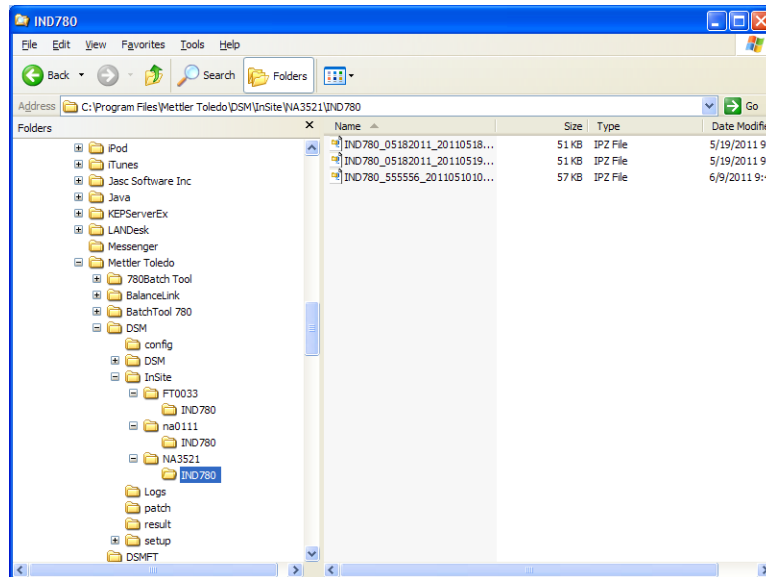 IND780
File Edit View Favorites Tools Help
Back Search Folders
Address C:\Program Files\Mettler Toledo\DSM\InSite\NA3521\IND780 Go
Folders
iPod
iTunes
Jasc Software Inc
Java
KEPServerEx
LANDesk
Messenger
Mettler Toledo
780Batch Tool
BalanceLink
BatchTool 780
DSM
config
DSM
InSite
FT0033
IND780
na0111
IND780
NA3521
IND780
Logs
patch
result
setup
DSMFT
Name Size Type Date Modifie
IND780_05182011_20110518... 51 KB IPZ File 5/19/2011 9
IND780_05182011_20110519... 51 KB IPZ File 5/19/2011 9
IND780_555556_2011051010... 57 KB IPZ File 6/9/2011 9: